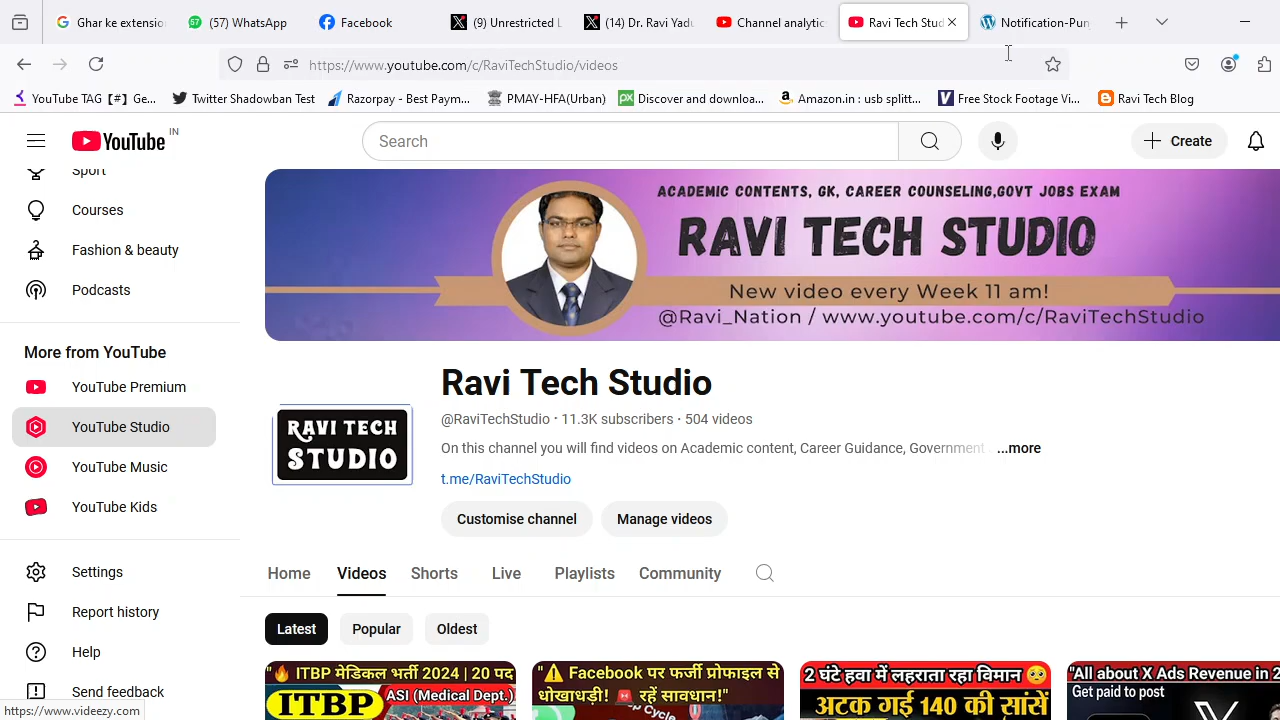 Ghar ke extension
(57) WhatsApp
Facebook
(9) Unrestricted L
(14) Dr. Ravi Yadu
Channel analytic
Ravi Tech Stud
Notification-Pun
https://www.youtube.com/c/RaviTechStudio/videos
YouTube TAG [#] Ge...
Twitter Shadowban Test
Razorpay - Best Paym...
PMAY-HFA(Urban)
Discover and downloa...
Amazon.in : usb splitt...
Free Stock Footage Vi...
Ravi Tech Blog
YouTube IN
Search
Create
Sport
Courses
Fashion & beauty
Podcasts
More from YouTube
YouTube Premium
YouTube Studio
YouTube Music
YouTube Kids
Settings
Report history
Help
Send feedback
https://www.videezy.com
ACADEMIC CONTENTS, GK, CAREER COUNSELING,GOVT JOBS EXAM
RAVI TECH STUDIO
New video every Week 11 am!
@Ravi_Nation / www.youtube.com/c/RaviTechStudio
RAVI TECH
STUDIO
Ravi Tech Studio
@RaviTechStudio · 11.3K subscribers · 504 videos
On this channel you will find videos on Academic content, Career Guidance, Government ...more
t.me/RaviTechStudio
Customise channel
Manage videos
Home
Videos
Shorts
Live
Playlists
Community
Latest
Popular
Oldest
"🔥 ITBP मेडिकल भर्ती 2024 | 20 पद
ITBP
ASI (Medical Dept.)
"⚠️ Facebook पर फर्जी प्रोफाइल से
धोखाधड़ी! 🚨 रहें सावधान!"
Cycle
2 घंटे हवा में लहराता रहा विमान 🥺
अटक गई 140 की सांसें
"All about X Ads Revenue in 2
Get paid to post